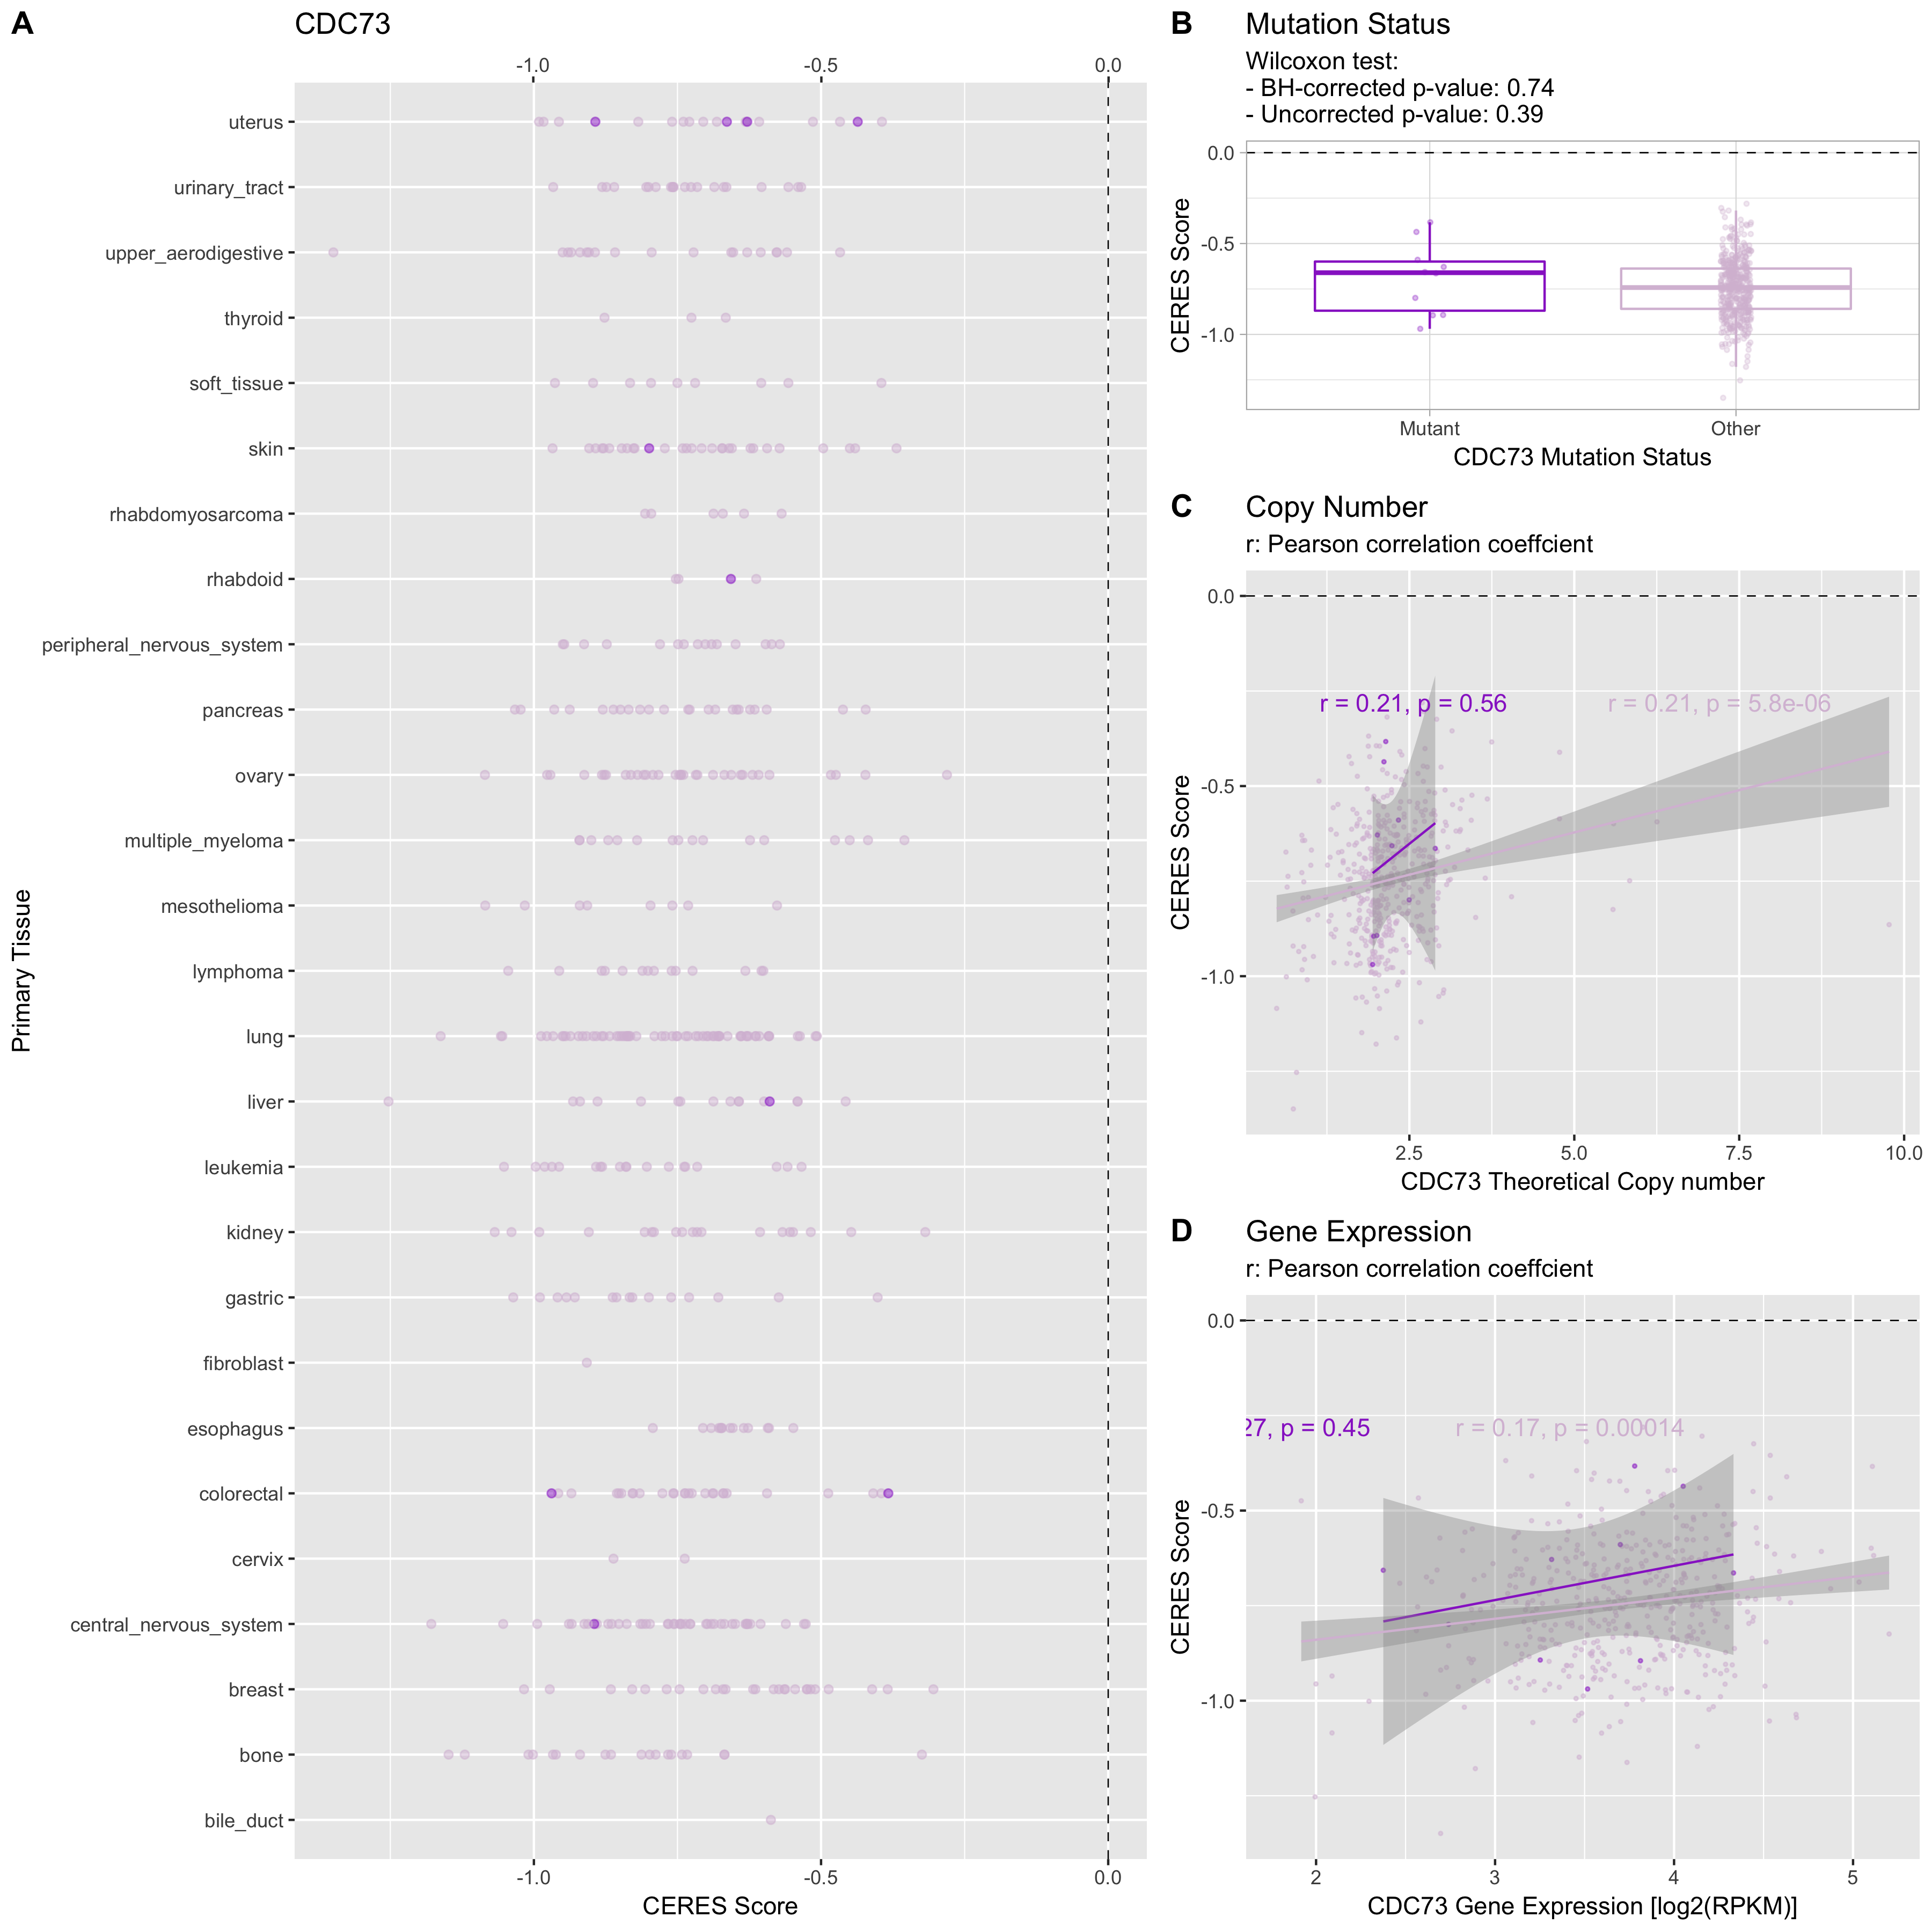 A
CDC73
-1.0 -0.5 0.0
Primary Tissue
uterus
urinary_tract
upper_aerodigestive
thyroid
soft_tissue
skin
rhabdomyosarcoma
rhabdoid
peripheral_nervous_system
pancreas
ovary
multiple_myeloma
mesothelioma
lymphoma
lung
liver
leukemia
kidney
gastric
fibroblast
esophagus
colorectal
cervix
central_nervous_system
breast
bone
bile_duct
-1.0 -0.5 0.0
CERES Score
B
Mutation Status
Wilcoxon test:
- BH-corrected p-value: 0.74
- Uncorrected p-value: 0.39
CERES Score
0.0
-0.5
-1.0
Mutant Other
CDC73 Mutation Status
C
Copy Number
r: Pearson correlation coeffcient
CERES Score
0.0
r = 0.21, p = 0.56 r = 0.21, p = 5.8e-06
-0.5
-1.0
2.5 5.0 7.5 10.0
CDC73 Theoretical Copy number
D
Gene Expression
r: Pearson correlation coeffcient
CERES Score
0.0
27, p = 0.45 r = 0.17, p = 0.00014
-0.5
-1.0
2 3 4 5
CDC73 Gene Expression [log2(RPKM)]